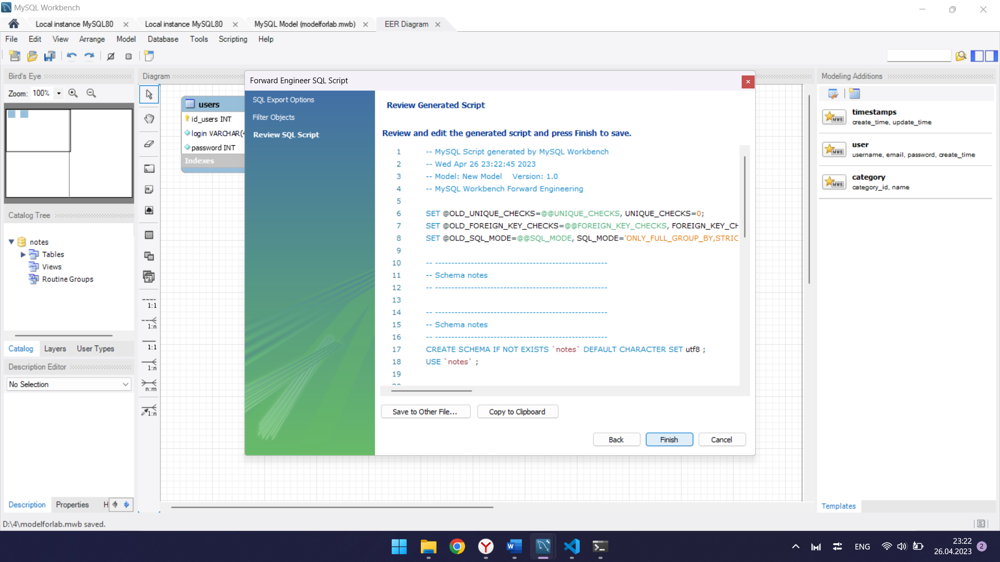 MySQL Workbench
Local instance MySQL80
Local instance MySQL80
MySQL Model (modelforlab.mwb)
EER Diagram
File Edit View Arrange Model Database Tools Scripting Help
Bird's Eye
Zoom: 100%
Diagram
users
id_users INT
login VARCHAR(4
password INT
Indexes
Catalog Tree
notes
Tables
Views
Routine Groups
Catalog Layers User Types
Description Editor
No Selection
Description Properties H
1:1
1:n
1:1
1:n
n:m
1:n
Forward Engineer SQL Script
SQL Export Options
Filter Objects
Review SQL Script
Review Generated Script
Review and edit the generated script and press Finish to save.
1 -- MySQL Script generated by MySQL Workbench
2 -- Wed Apr 26 23:22:45 2023
3 -- Model: New Model    Version: 1.0
4 -- MySQL Workbench Forward Engineering
5
6 SET @OLD_UNIQUE_CHECKS=@@UNIQUE_CHECKS, UNIQUE_CHECKS=0;
7 SET @OLD_FOREIGN_KEY_CHECKS=@@FOREIGN_KEY_CHECKS, FOREIGN_KEY_CH
8 SET @OLD_SQL_MODE=@@SQL_MODE, SQL_MODE='ONLY_FULL_GROUP_BY,STRIC
9
10 -- -----------------------------------------------------
11 -- Schema notes
12 -- -----------------------------------------------------
13
14 -- -----------------------------------------------------
15 -- Schema notes
16 -- -----------------------------------------------------
17 CREATE SCHEMA IF NOT EXISTS `notes` DEFAULT CHARACTER SET utf8 ;
18 USE `notes` ;
19
20
Save to Other File...
Copy to Clipboard
Back
Finish
Cancel
Modeling Additions
MWB
timestamps
create_time, update_time
MWB
user
username, email, password, create_time
MWB
category
category_id, name
Templates
D:\4\modelforlab.mwb saved.
ENG
23:22
26.04.2023
2